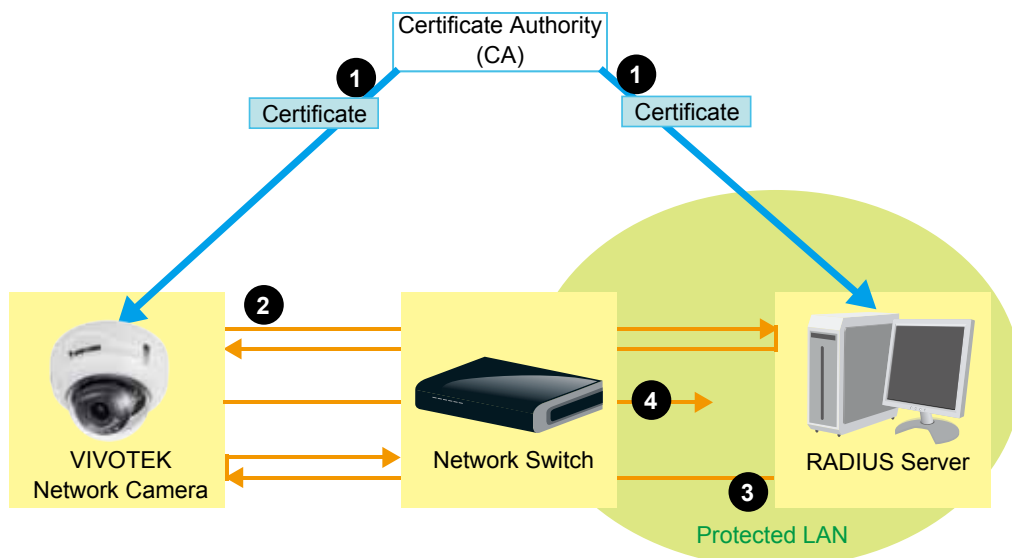 Certificate Authority
(CA)
1
1
Certificate
Certificate
2
4
VIVOTEK
Network Camera
Network Switch
RADIUS Server
3
Protected LAN